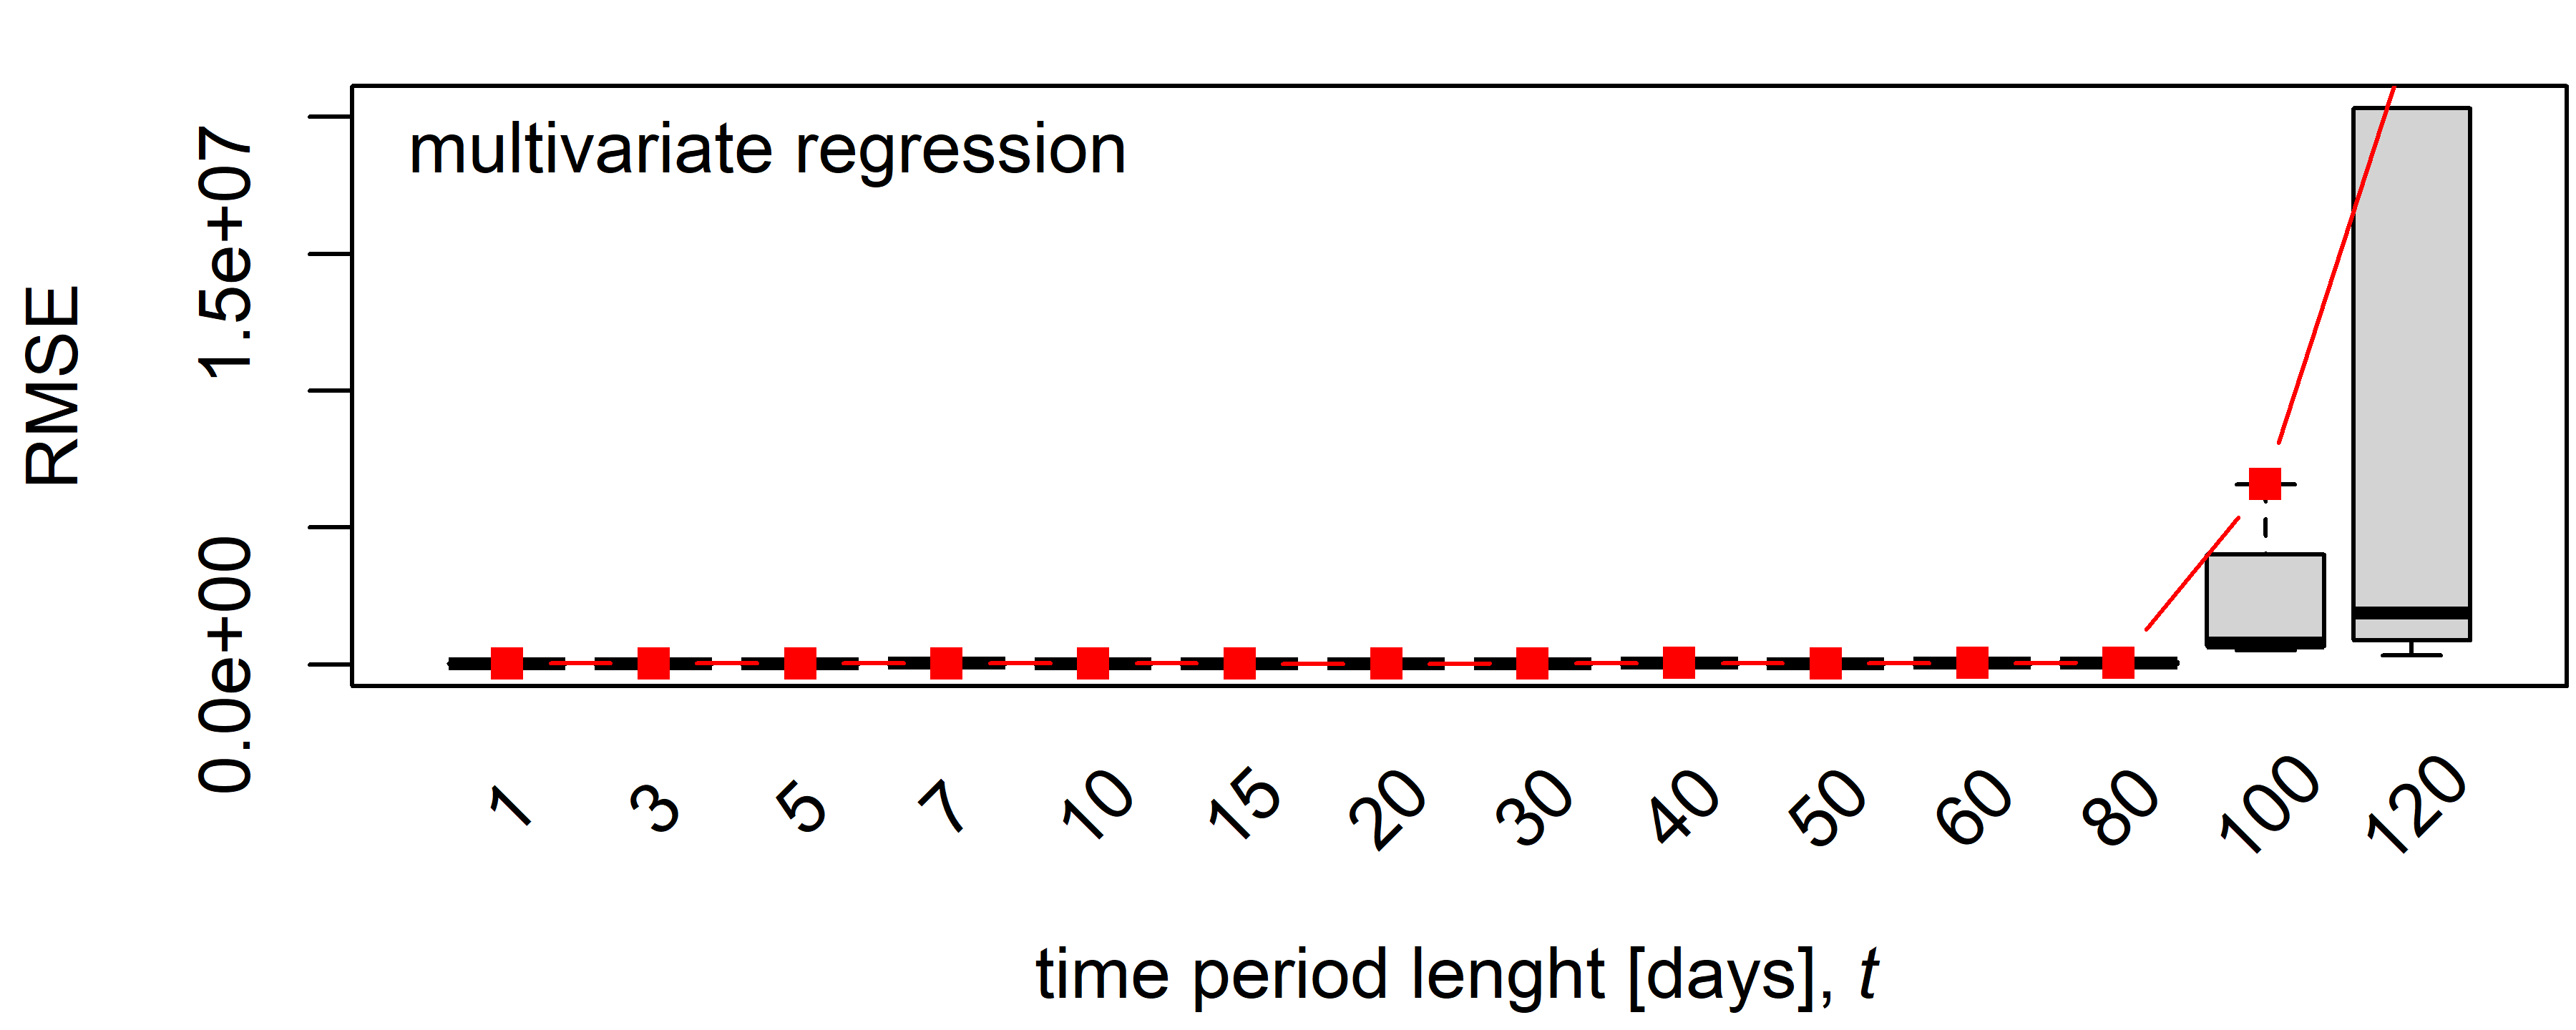 multivariate regression
RMSE
1.5e+07
0.0e+00
1 3 5 7 10 15 20 30 40 50 60 80 100 120
time period lenght [days], t